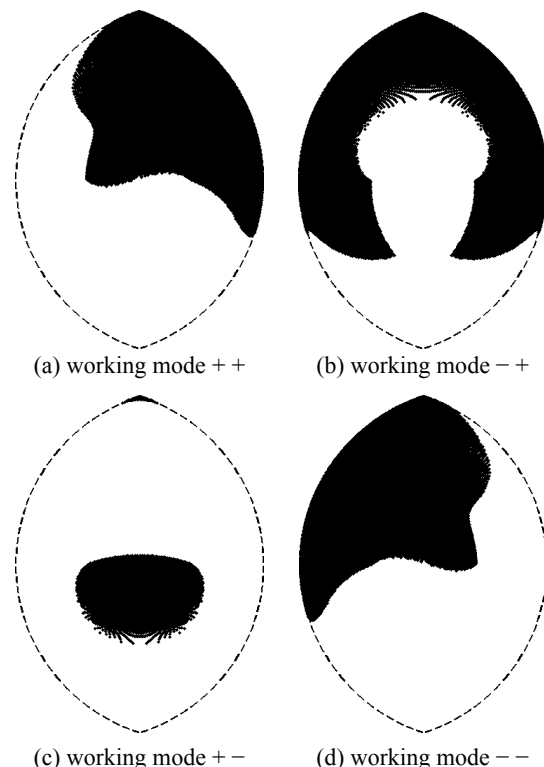 (a) working mode + +
(b) working mode − +
(c) working mode + −
(d) working mode − −